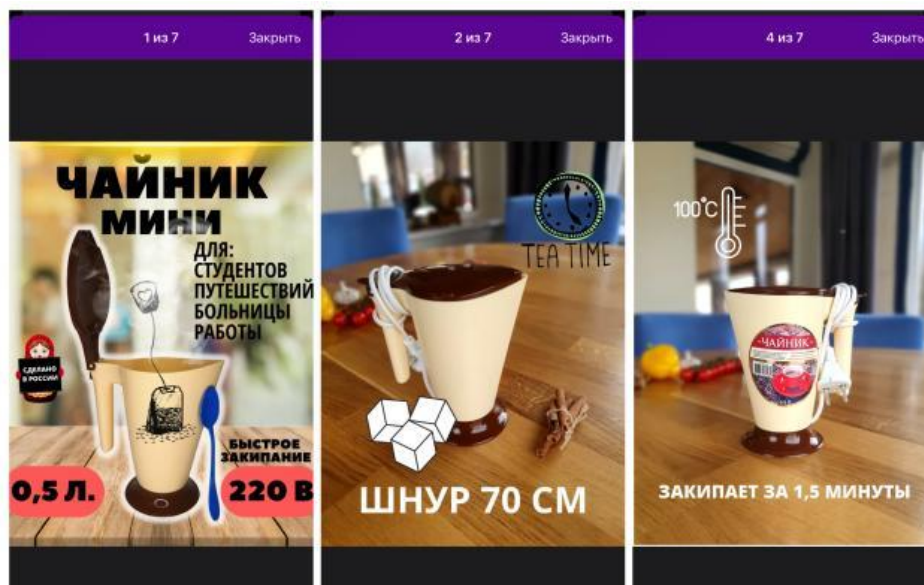 1 из 7
Закрыть
ЧАЙНИК
МИНИ
ДЛЯ:
СТУДЕНТОВ
ПУТЕШЕСТВИЙ
БОЛЬНИЦЫ
РАБОТЫ
СДЕЛАНО
В РОССИИ
БЫСТРОЕ
ЗАКИПАНИЕ
0,5 Л.
220 В
2 из 7
Закрыть
TEA TIME
ШНУР 70 СМ
4 из 7
Закрыть
100°C
ЧАЙНИК
ЗАКИПАЕТ ЗА 1,5 МИНУТЫ